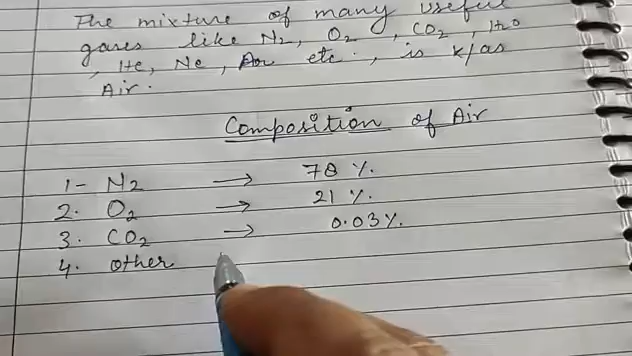 The mixture of many useful
gases like N2, O2, CO2, H2O
, He, Ne, Ar etc., is k/as
Air.
Composition of Air
1- N2 → 78 %.
2. O2 → 21 %.
3. CO2 → 0.03%.
4. other